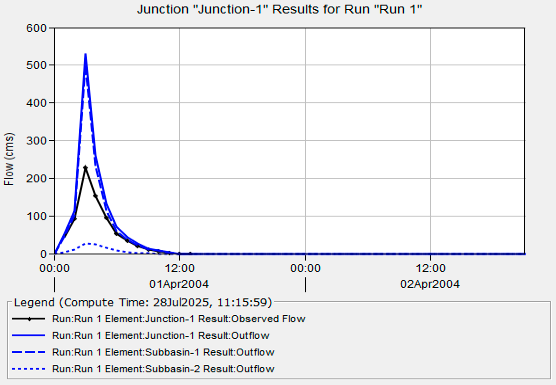 Junction "Junction-1" Results for Run "Run 1"
600
500
400
300
200
100
0
Flow (cms)
00:00 12:00 00:00 12:00
01Apr2004 02Apr2004
Legend (Compute Time: 28Jul2025, 11:15:59)
Run:Run 1 Element:Junction-1 Result:Observed Flow
Run:Run 1 Element:Junction-1 Result:Outflow
Run:Run 1 Element:Subbasin-1 Result:Outflow
Run:Run 1 Element:Subbasin-2 Result:Outflow